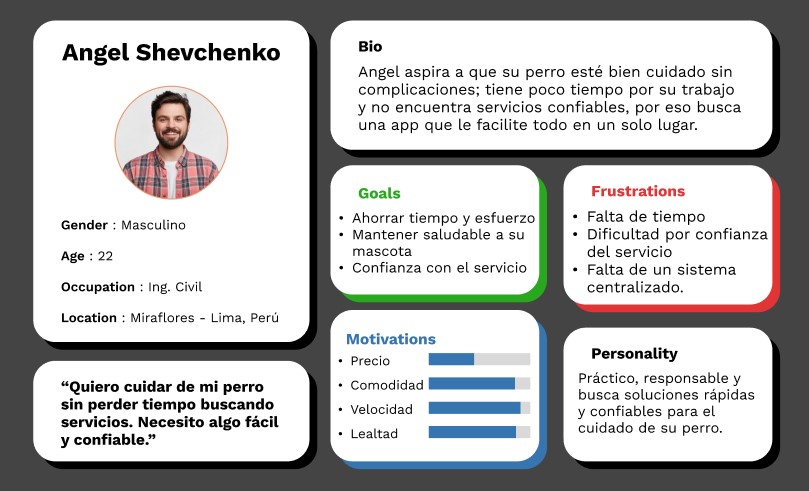 Angel Shevchenko
Gender : Masculino
Age : 22
Occupation : Ing. Civil
Location : Miraflores - Lima, Perú
“Quiero cuidar de mi perro
sin perder tiempo buscando
servicios. Necesito algo fácil
y confiable.”
Bio
Angel aspira a que su perro esté bien cuidado sin
complicaciones; tiene poco tiempo por su trabajo
y no encuentra servicios confiables, por eso busca
una app que le facilite todo en un solo lugar.
Goals
• Ahorrar tiempo y esfuerzo
• Mantener saludable a su
mascota
• Confianza con el servicio
Frustrations
• Falta de tiempo
• Dificultad por confianza
del servicio
• Falta de un sistema
centralizado.
Motivations
• Precio
• Comodidad
• Velocidad
• Lealtad
Personality
Práctico, responsable y
busca soluciones rápidas
y confiables para el
cuidado de su perro.